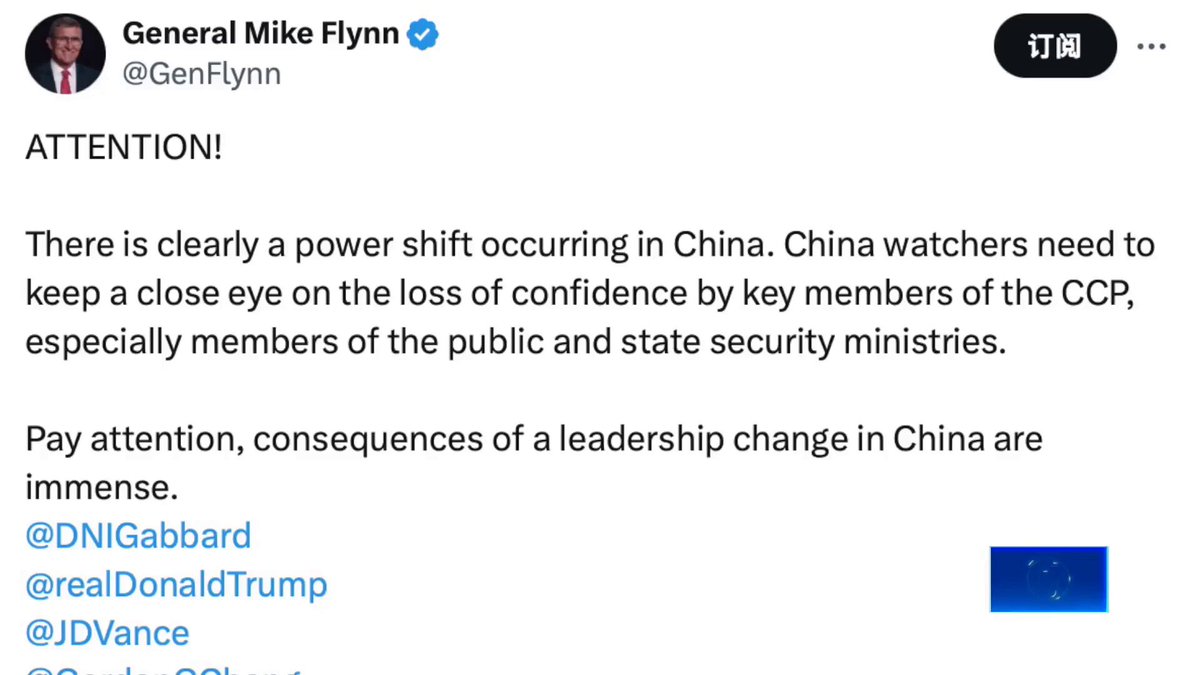 General Mike Flynn
@GenFlynn
订阅
ATTENTION!
There is clearly a power shift occurring in China. China watchers need to
keep a close eye on the loss of confidence by key members of the CCP,
especially members of the public and state security ministries.
Pay attention, consequences of a leadership change in China are
immense.
@DNIGabbard
@realDonaldTrump
@JDVance